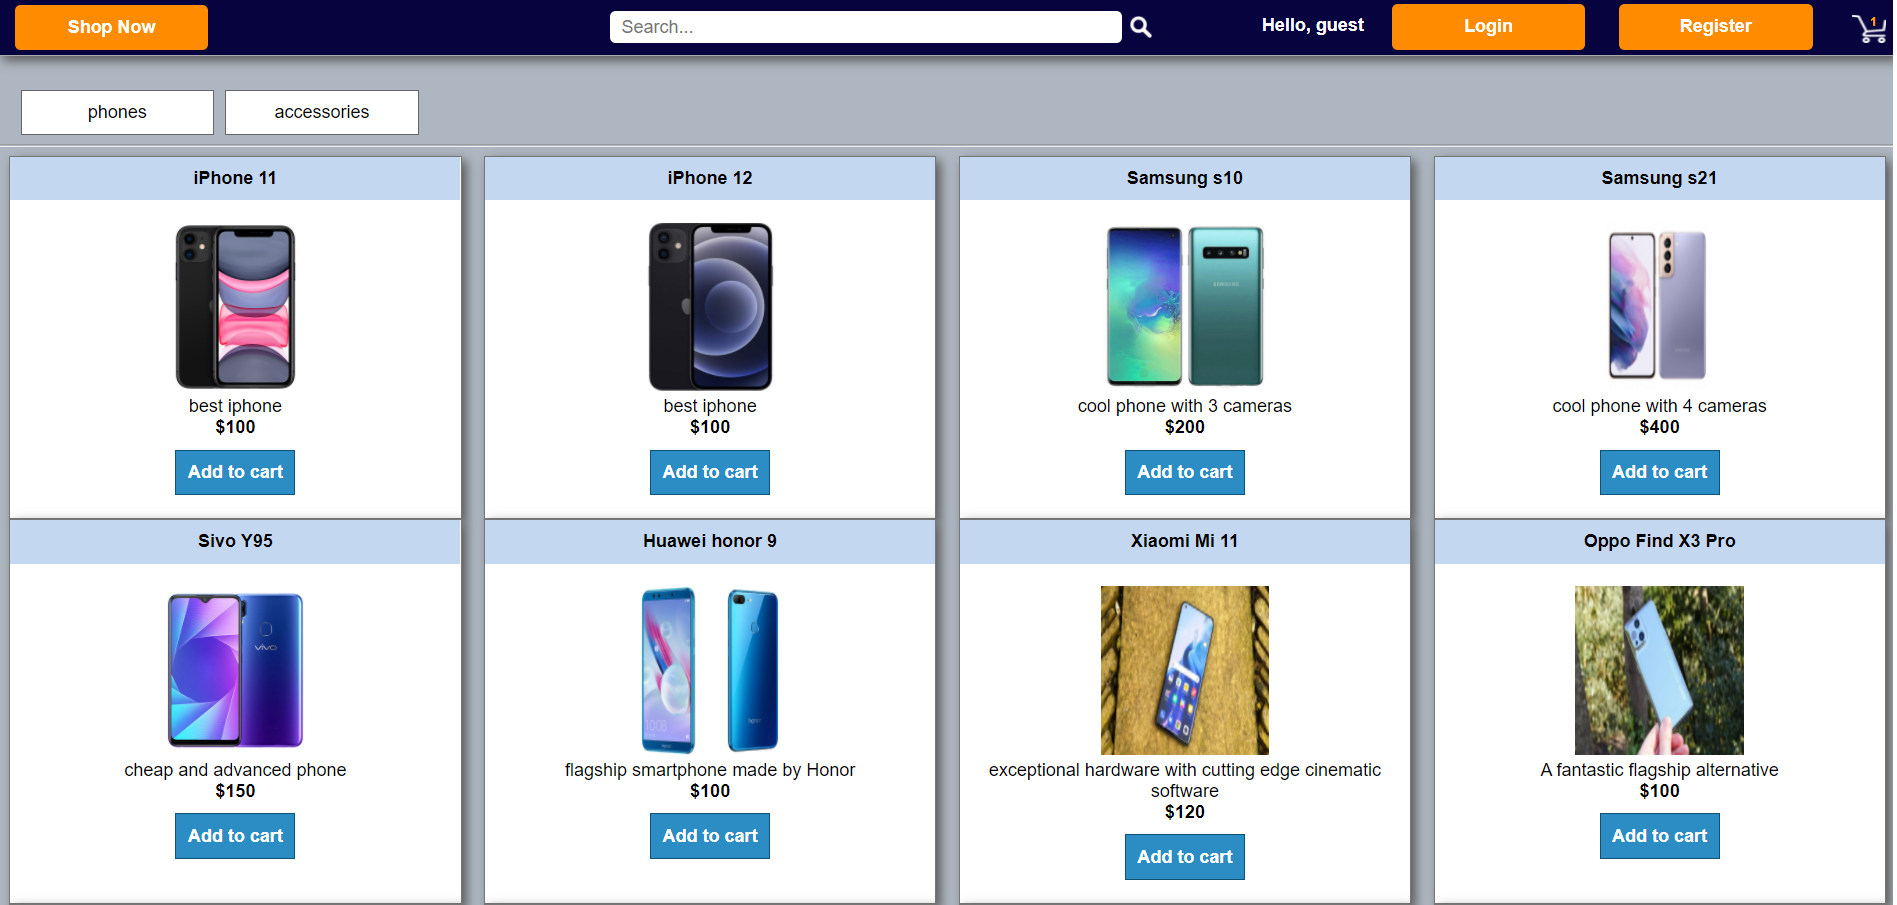 Shop Now
Search...
Hello, guest
Login
Register
1
phones
accessories
iPhone 11
iPhone 12
Samsung s10
Samsung s21
SAMSUNG
best iphone
best iphone
cool phone with 3 cameras
cool phone with 4 cameras
$100
$100
$200
$400
Add to cart
Add to cart
Add to cart
Add to cart
Sivo Y95
Huawei honor 9
Xiaomi Mi 11
Oppo Find X3 Pro
vivo
10:08
honor
cheap and advanced phone
flagship smartphone made by Honor
exceptional hardware with cutting edge cinematic
software
A fantastic flagship alternative
$150
$100
$120
$100
Add to cart
Add to cart
Add to cart
Add to cart